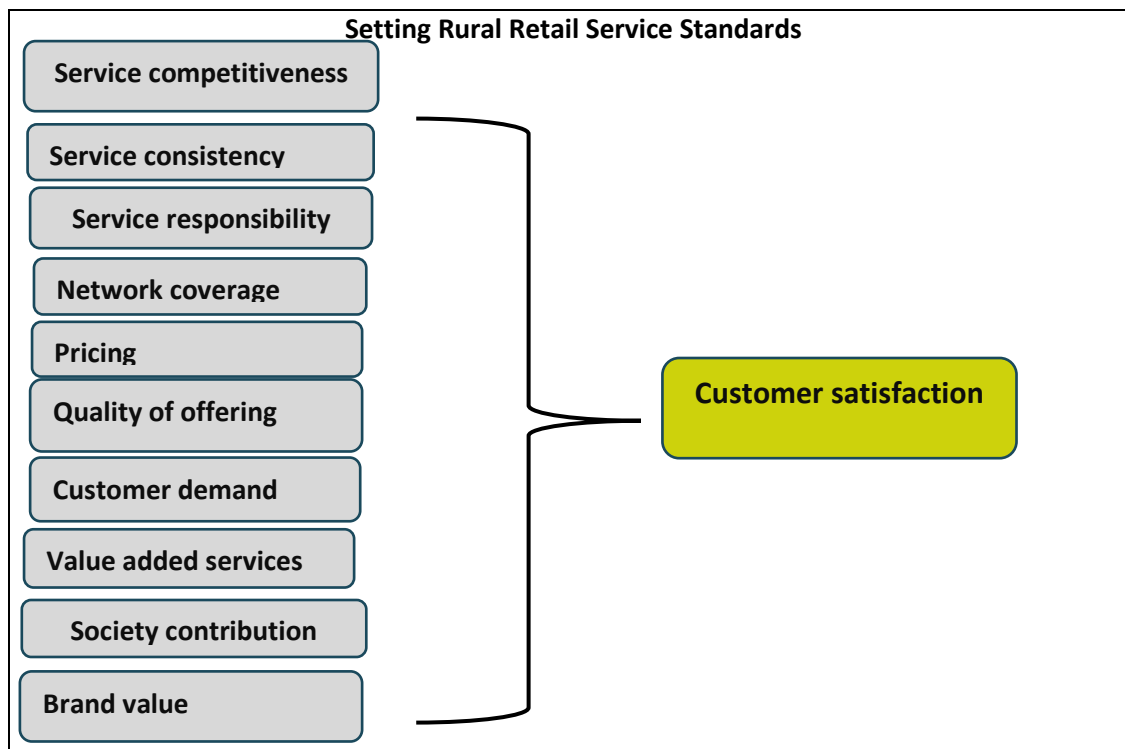 Setting Rural Retail Service Standards
Service competitiveness
Service consistency
Service responsibility
Network coverage
Pricing
Quality of offering
Customer demand
Value added services
Society contribution
Brand value
Customer satisfaction